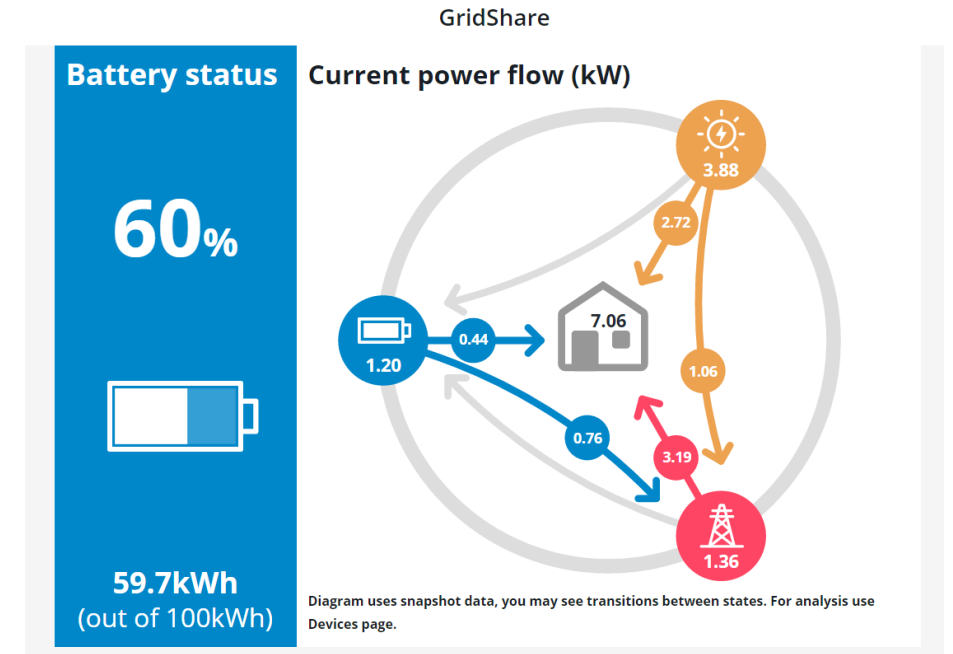 GridShare
Battery status
60%
59.7kWh
(out of 100kWh)
Current power flow (kW)
3.88
2.72
7.06
0.44
1.20
1.06
0.76
3.19
1.36
Diagram uses snapshot data, you may see transitions between states. For analysis use
Devices page.